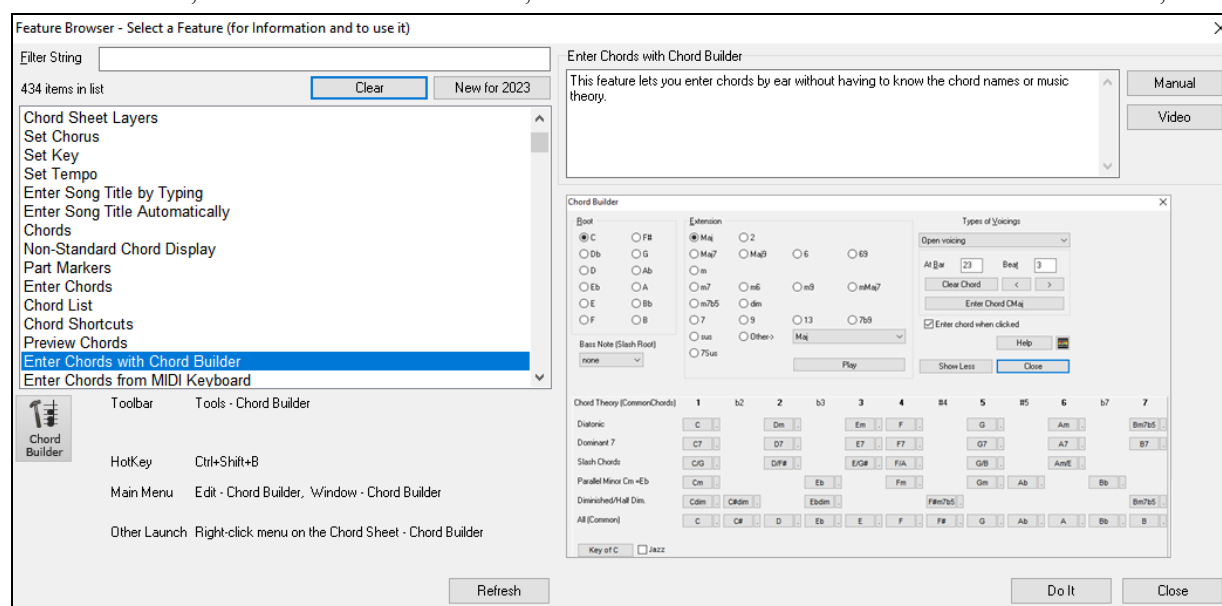 Feature Browser - Select a Feature (for Information and to use it)
Filter String
434 items in list
Clear
New for 2023
Chord Sheet Layers
Set Chorus
Set Key
Set Tempo
Enter Song Title by Typing
Enter Song Title Automatically
Chords
Non-Standard Chord Display
Part Markers
Enter Chords
Chord List
Chord Shortcuts
Preview Chords
Enter Chords with Chord Builder
Enter Chords from MIDI Keyboard
Chord Builder
Toolbar Tools - Chord Builder
HotKey Ctrl+Shift+B
Main Menu Edit - Chord Builder, Window - Chord Builder
Other Launch Right-click menu on the Chord Sheet - Chord Builder
Refresh
Enter Chords with Chord Builder
This feature lets you enter chords by ear without having to know the chord names or music
theory.
Manual
Video
Chord Builder
Root
C F#
Db G
D Ab
Eb A
E Bb
F B
Bass Note (Slash Root)
none
Extension
Maj 2
Maj7 Maj9 6 69
m
m7 m6 m9 mMaj7
m7b5 dim
7 9 13 7b9
sus Other-> Maj
7Sus
Play
Types of Voicings
Open voicing
At Bar 23 Beat 3
Clear Chord < >
Enter Chord CMaj
Enter chord when clicked
Help
Show Less Close
Chord Theory (CommonChords) 1 b2 2 b3 3 4 #4 5 #5 6 b7 7
Diatonic C Dm Em F G Am Bm7b5
Dominant 7 C7 D7 E7 F7 G7 A7 B7
Slash Chords C/G D/F# E/G# F/A G/B Am/E
Parallel Minor Cm =Eb Cm Eb Fm Gm Ab Bb
Diminished/Half Dim. Cdim C#dim Ebdim F#m7b5 Bm7b5
All (Common) C C# D Eb E F F# G Ab A Bb B
Key of C Jazz
Do It
Close